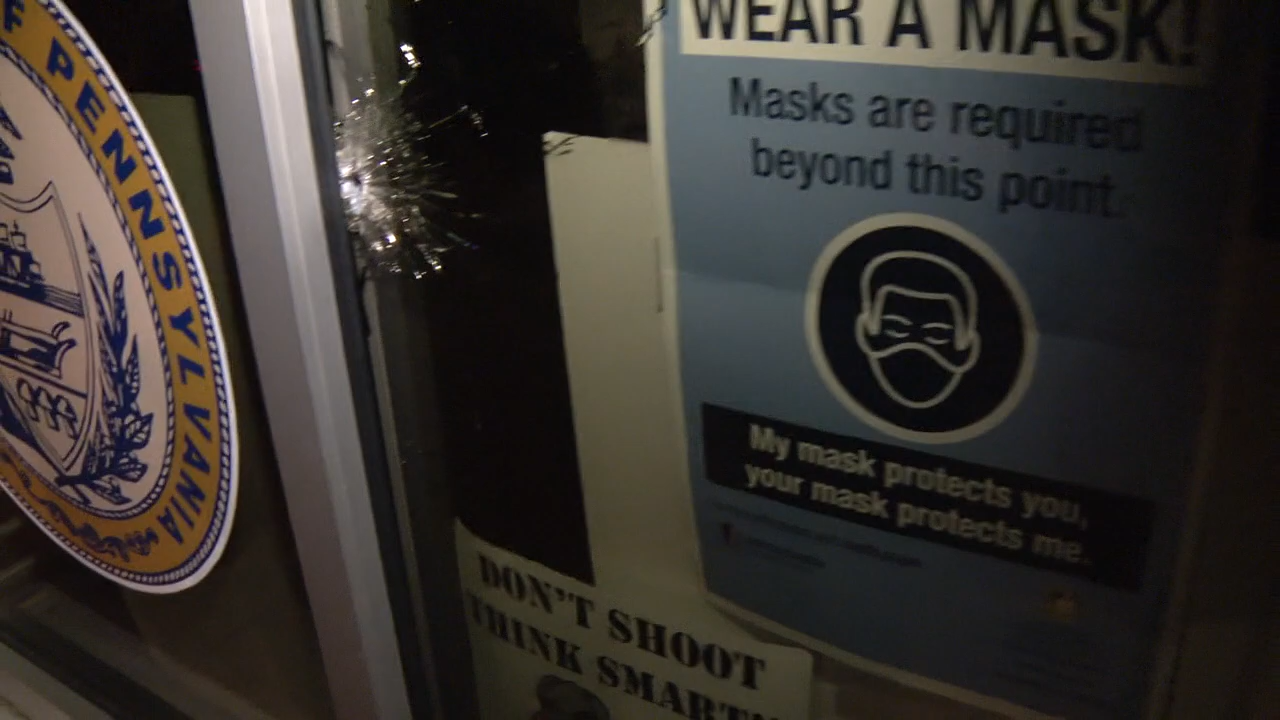 F PENNSYLVANIA
WEAR A MASK!
Masks are required
beyond this point.
My mask protects you,
your mask protects me.
DON'T SHOOT
THINK SMART